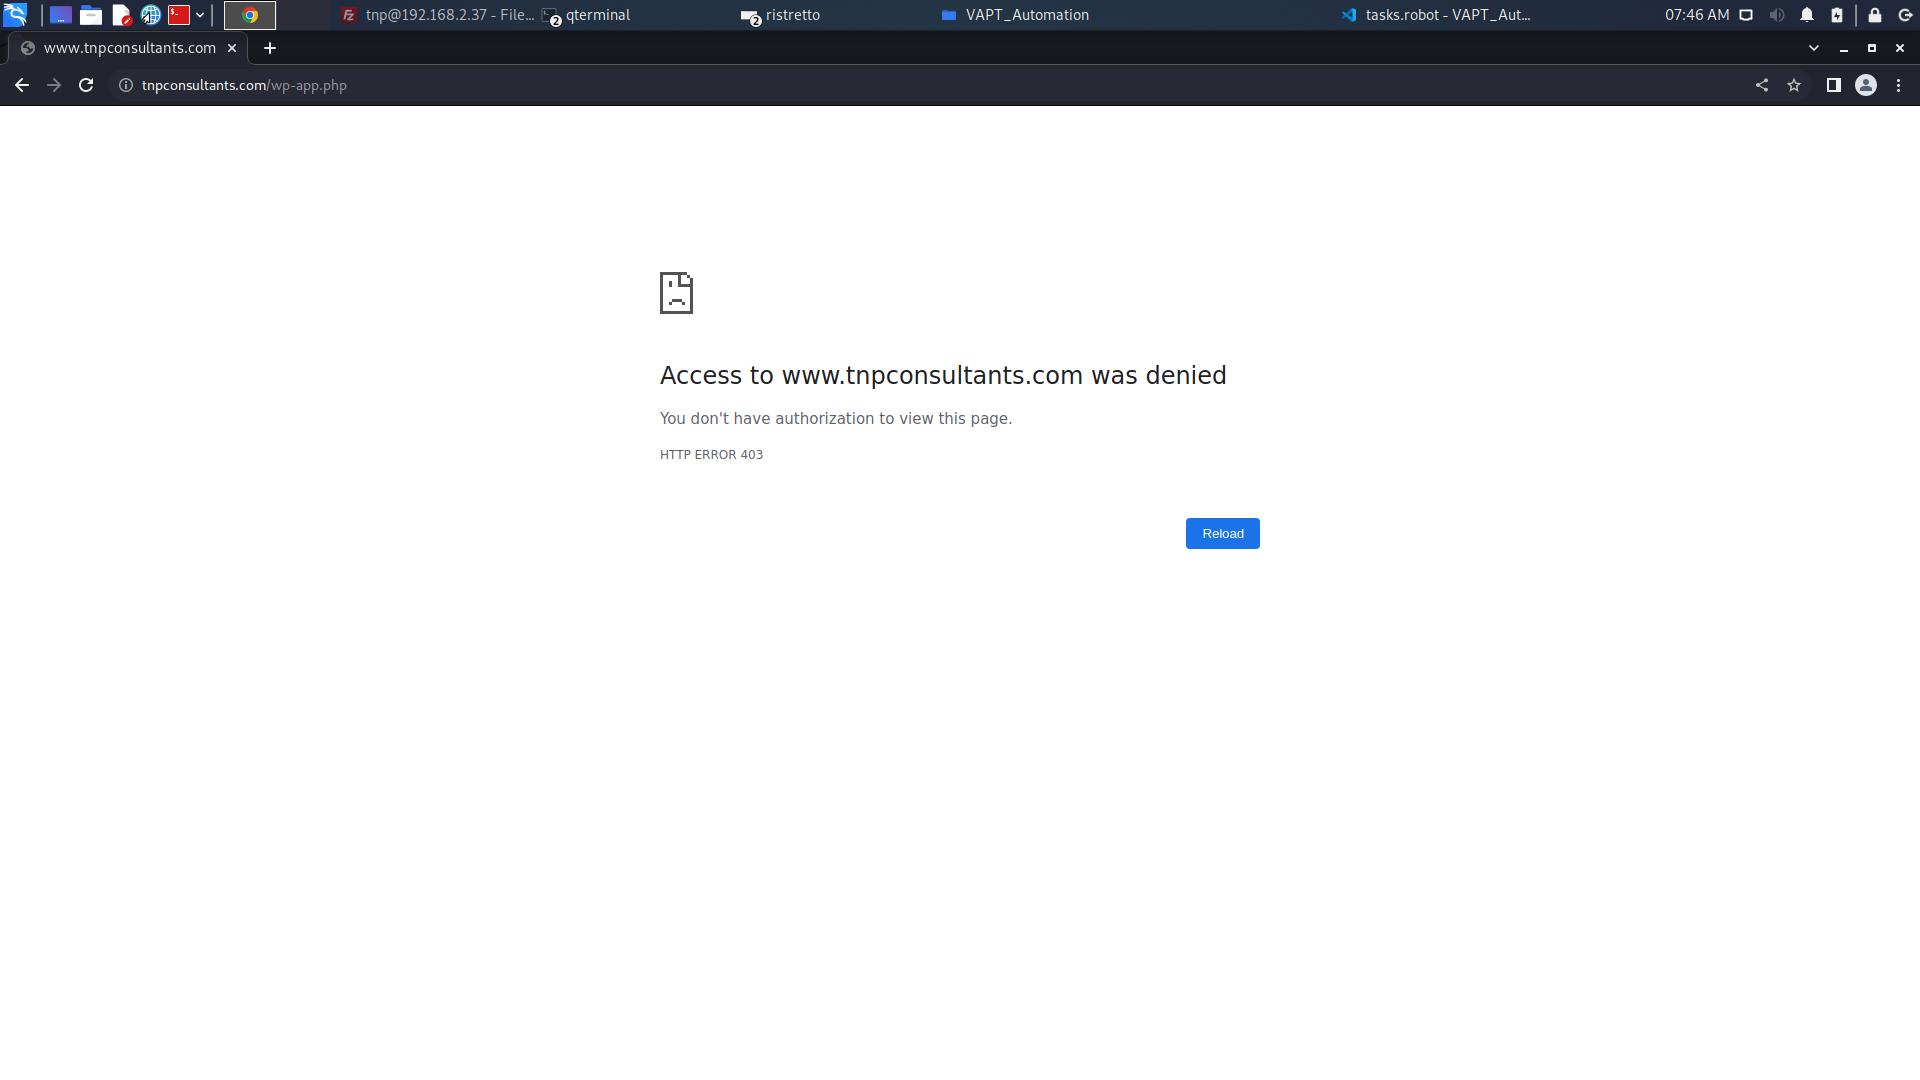 tnp@192.168.2.37 - File...
2 qterminal
2 ristretto
VAPT_Automation
tasks.robot - VAPT_Aut...
07:46 AM
www.tnpconsultants.com
tnpconsultants.com/wp-app.php
Access to www.tnpconsultants.com was denied
You don't have authorization to view this page.
HTTP ERROR 403
Reload